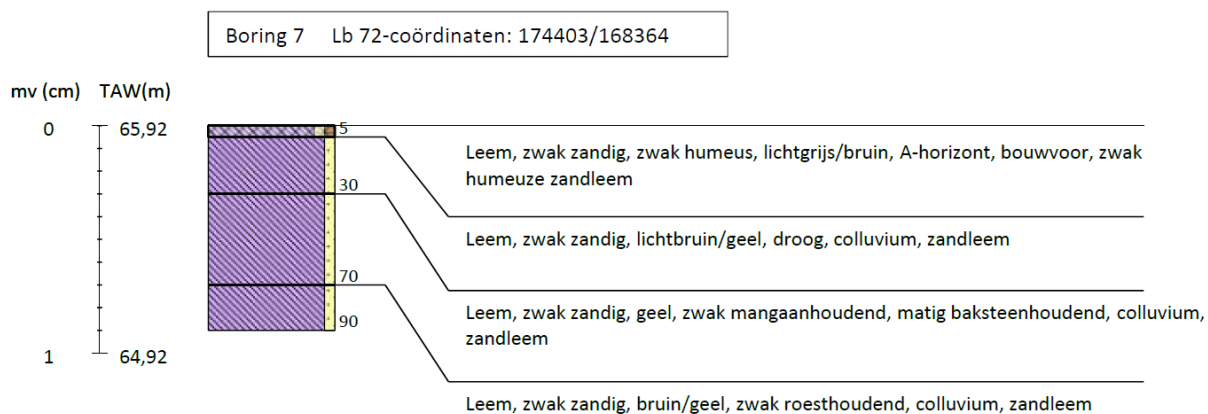 Boring 7 Lb 72-coördinaten: 174403/168364
mv (cm) TAW(m)
0 65,92
5
Leem, zwak zandig, zwak humeus, lichtgrijs/bruin, A-horizont, bouwvoor, zwak
humeuze zandleem
30
Leem, zwak zandig, lichtbruin/geel, droog, colluvium, zandleem
70
Leem, zwak zandig, geel, zwak mangaanhoudend, matig baksteenhoudend, colluvium,
zandleem
90
1 64,92
Leem, zwak zandig, bruin/geel, zwak roesthoudend, colluvium, zandleem